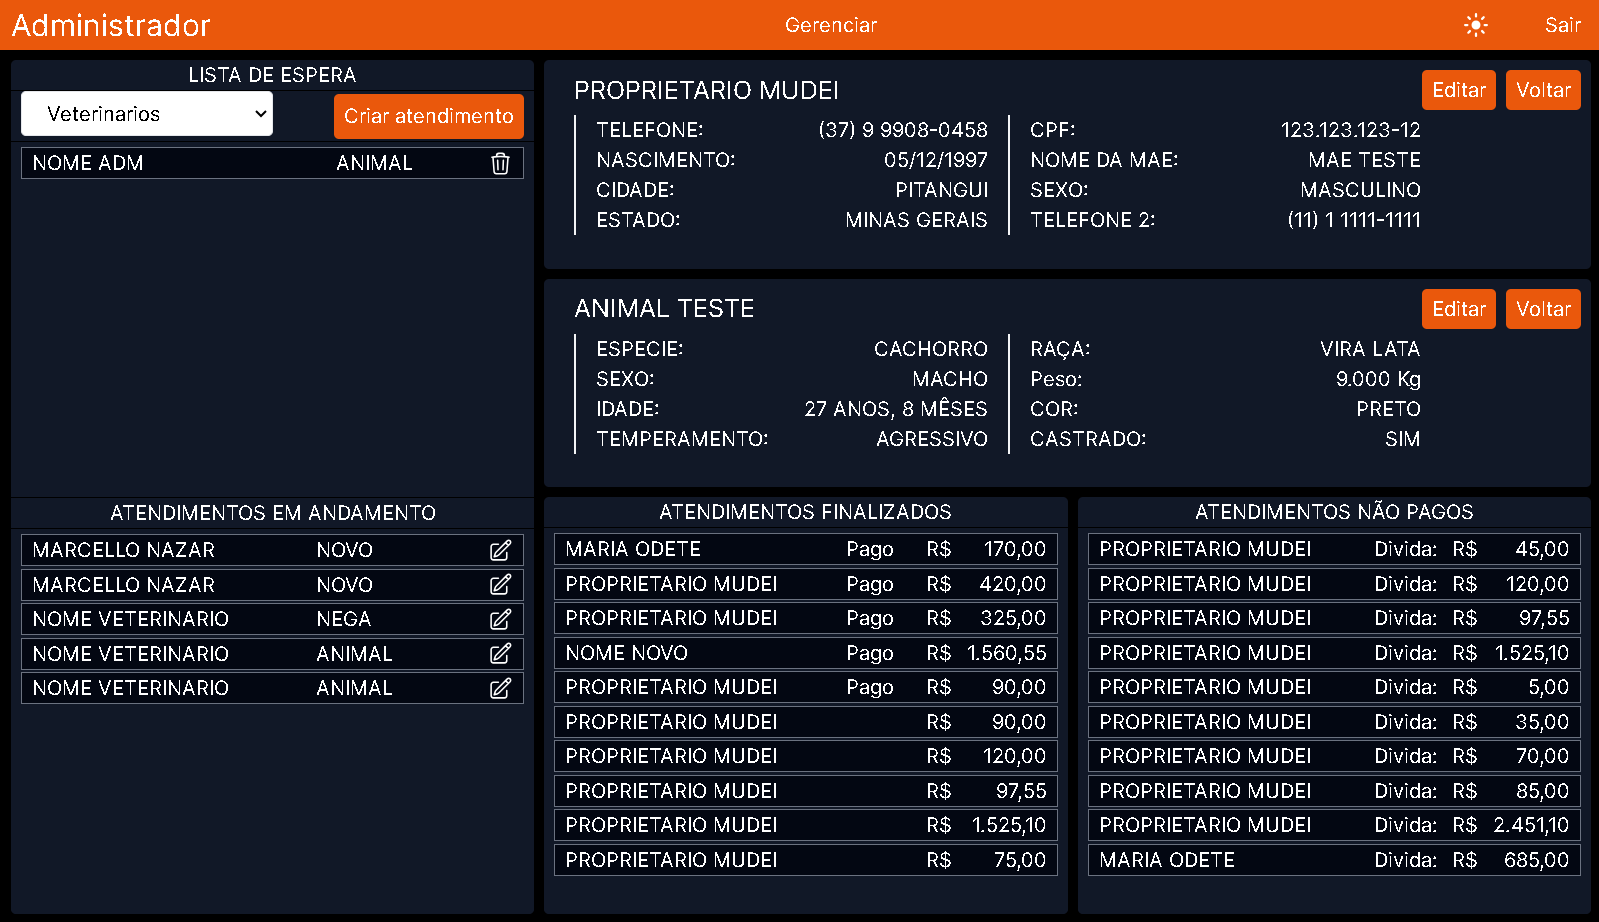 Administrador Gerenciar Sair
LISTA DE ESPERA
Veterinarios Criar atendimento
NOME ADM ANIMAL
PROPRIETARIO MUDEI Editar Voltar
TELEFONE: (37) 9 9908-0458 CPF: 123.123.123-12
NASCIMENTO: 05/12/1997 NOME DA MAE: MAE TESTE
CIDADE: PITANGUI SEXO: MASCULINO
ESTADO: MINAS GERAIS TELEFONE 2: (11) 1 1111-1111
ANIMAL TESTE Editar Voltar
ESPECIE: CACHORRO RAÇA: VIRA LATA
SEXO: MACHO Peso: 9.000 Kg
IDADE: 27 ANOS, 8 MÊSES COR: PRETO
TEMPERAMENTO: AGRESSIVO CASTRADO: SIM
ATENDIMENTOS EM ANDAMENTO
MARCELLO NAZAR NOVO
MARCELLO NAZAR NOVO
NOME VETERINARIO NEGA
NOME VETERINARIO ANIMAL
NOME VETERINARIO ANIMAL
ATENDIMENTOS FINALIZADOS
MARIA ODETE Pago R$ 170,00
PROPRIETARIO MUDEI Pago R$ 420,00
PROPRIETARIO MUDEI Pago R$ 325,00
NOME NOVO Pago R$ 1.560,55
PROPRIETARIO MUDEI Pago R$ 90,00
PROPRIETARIO MUDEI R$ 90,00
PROPRIETARIO MUDEI R$ 120,00
PROPRIETARIO MUDEI R$ 97,55
PROPRIETARIO MUDEI R$ 1.525,10
PROPRIETARIO MUDEI R$ 75,00
ATENDIMENTOS NÃO PAGOS
PROPRIETARIO MUDEI Divida: R$ 45,00
PROPRIETARIO MUDEI Divida: R$ 120,00
PROPRIETARIO MUDEI Divida: R$ 97,55
PROPRIETARIO MUDEI Divida: R$ 1.525,10
PROPRIETARIO MUDEI Divida: R$ 5,00
PROPRIETARIO MUDEI Divida: R$ 35,00
PROPRIETARIO MUDEI Divida: R$ 70,00
PROPRIETARIO MUDEI Divida: R$ 85,00
PROPRIETARIO MUDEI Divida: R$ 2.451,10
MARIA ODETE Divida: R$ 685,00